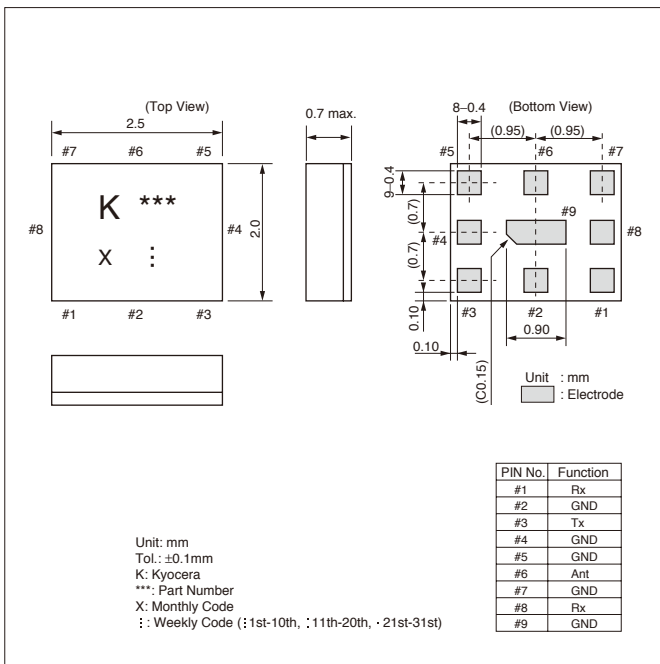 (Top View)
2.5
#7 #6 #5
K ***
X ⋮
#8
#4
2.0
#1 #2 #3
0.7 max.
8–0.4 (Bottom View)
(0.95) (0.95)
#5 #6 #7
9–0.4
(0.7)
#9
#4
#8
(0.7)
0.10
#3 #2 #1
0.10
0.90
(C0.15)
Unit : mm
: Electrode
PIN No. Function
#1 Rx
#2 GND
#3 Tx
#4 GND
#5 GND
#6 Ant
#7 GND
#8 Rx
#9 GND
Unit: mm
Tol.: ±0.1mm
K: Kyocera
***: Part Number
X: Monthly Code
⋮: Weekly Code (⋮1st-10th, :11th-20th, ·21st-31st)